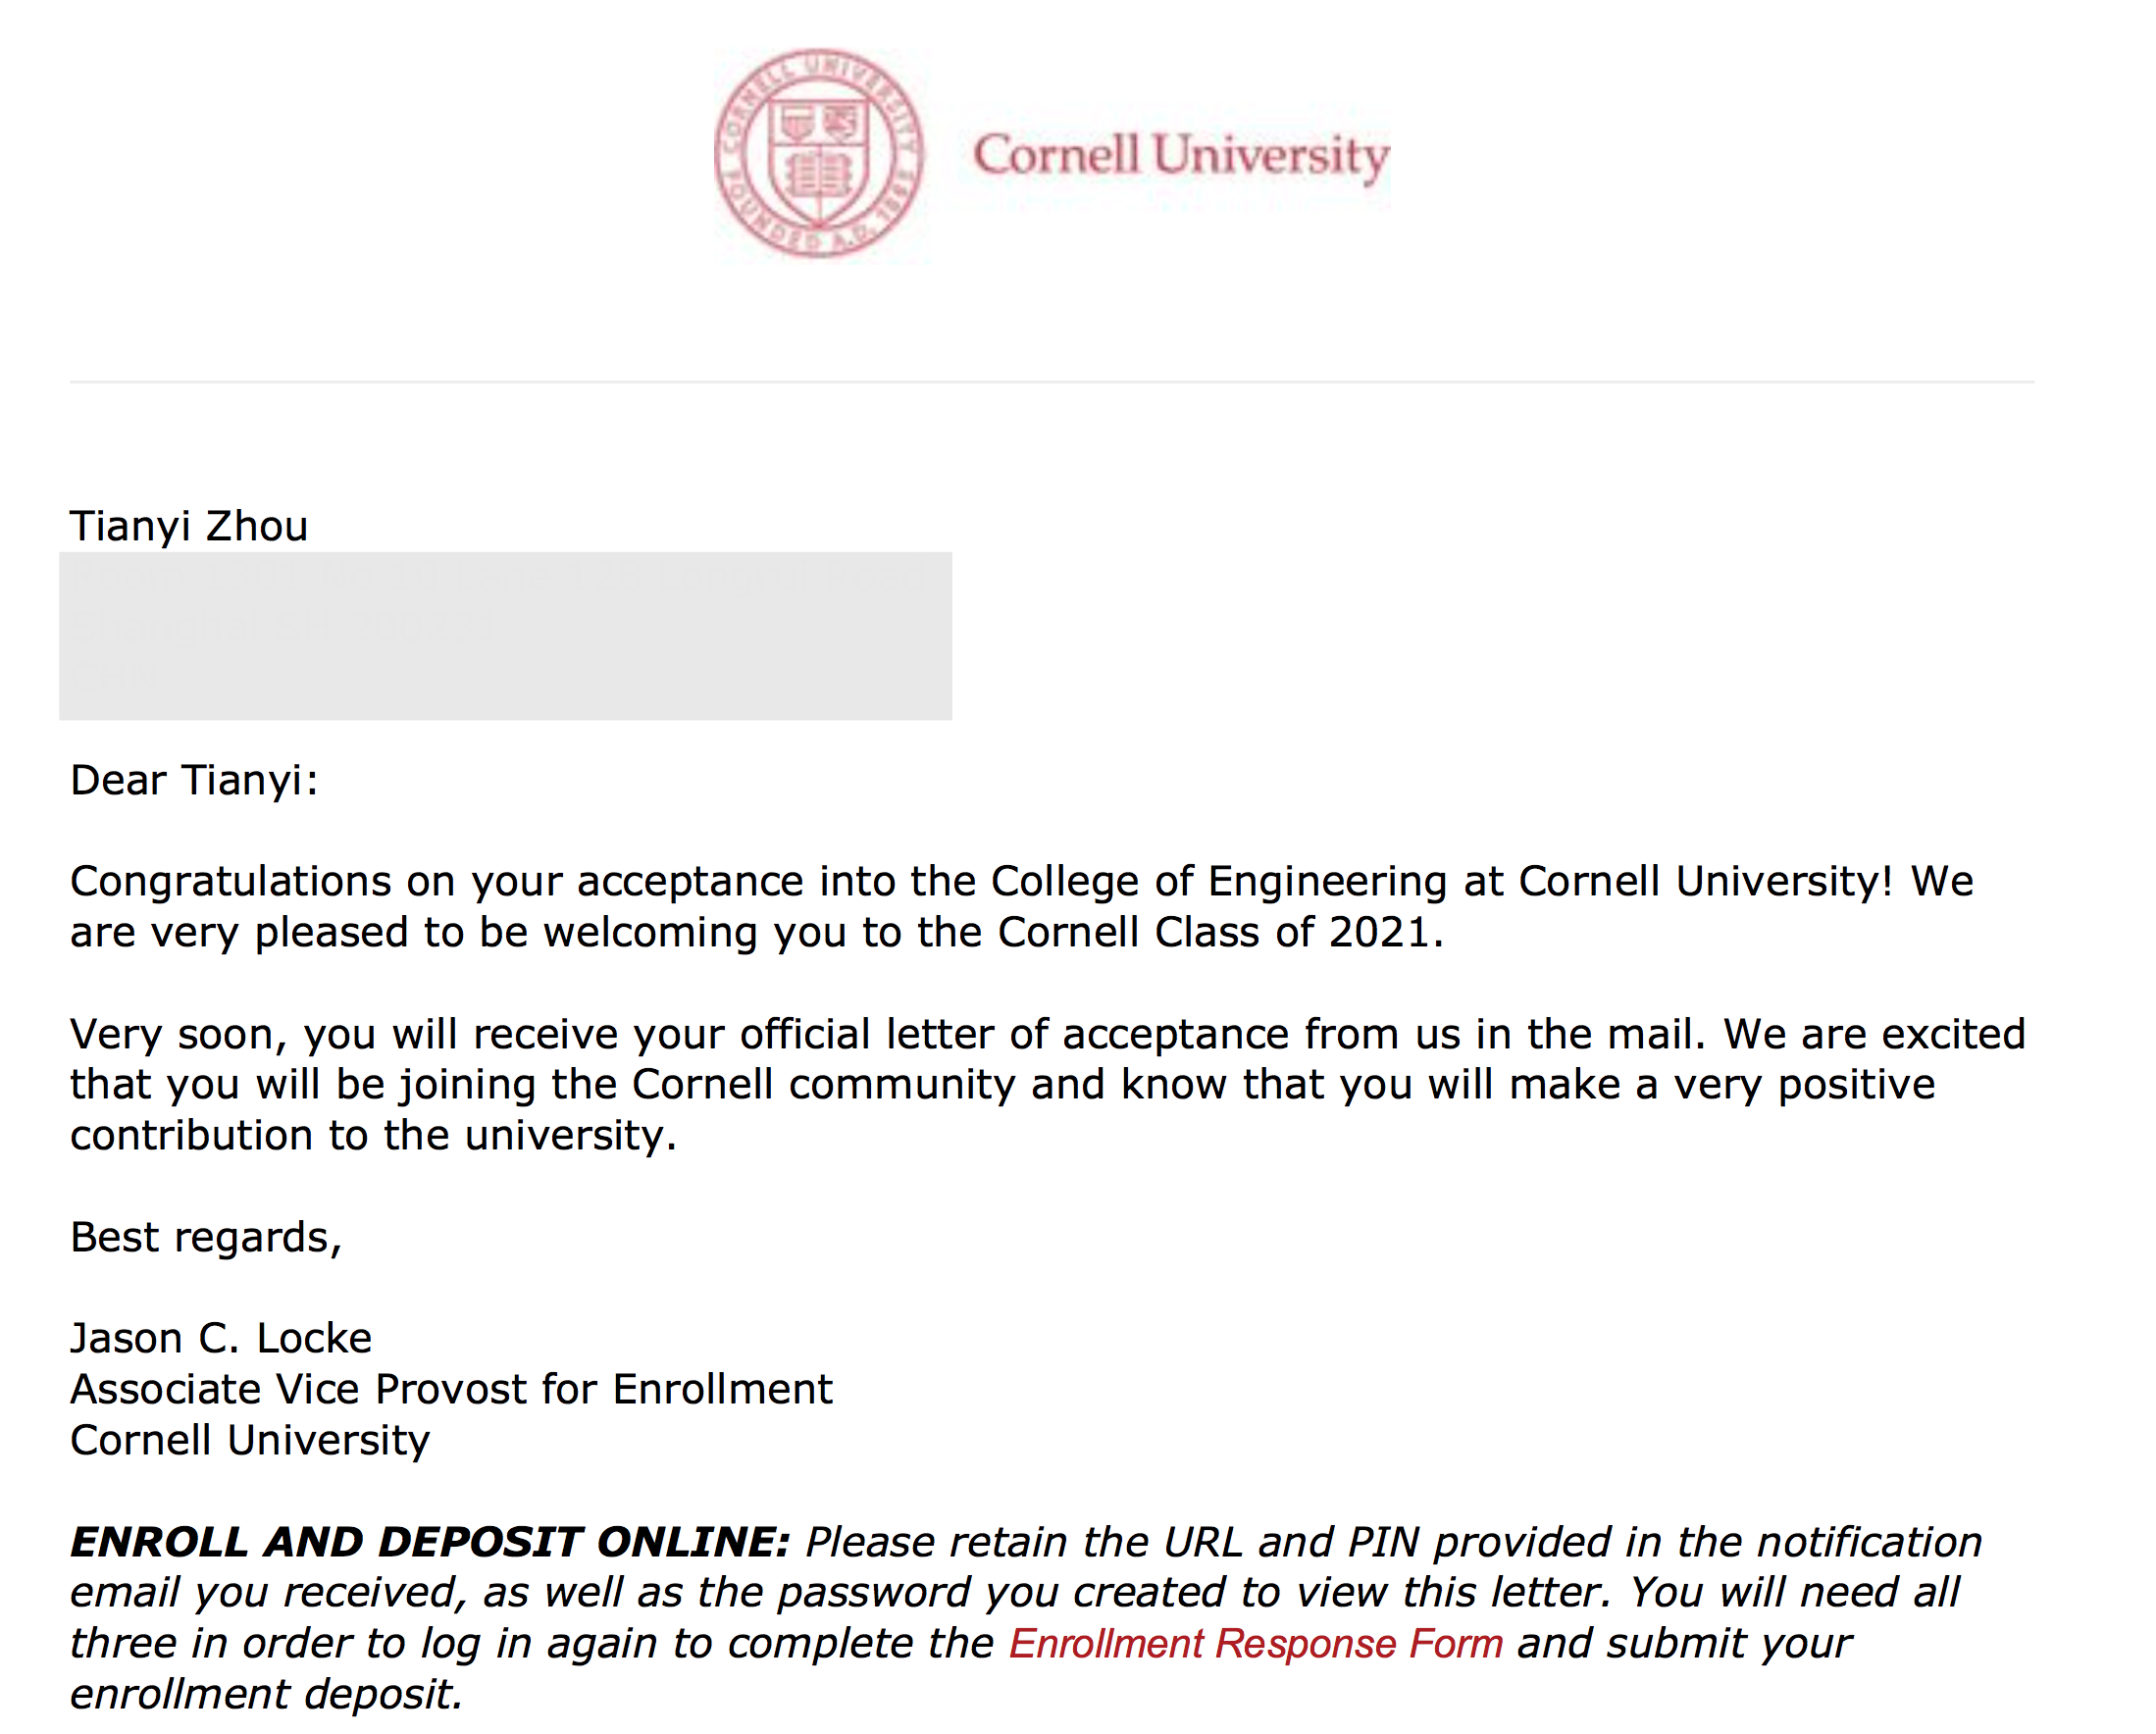 CORNELL UNIVERSITY
FOUNDED A.D. 1865
Cornell University
Tianyi Zhou
Dear Tianyi:
Congratulations on your acceptance into the College of Engineering at Cornell University! We
are very pleased to be welcoming you to the Cornell Class of 2021.
Very soon, you will receive your official letter of acceptance from us in the mail. We are excited
that you will be joining the Cornell community and know that you will make a very positive
contribution to the university.
Best regards,
Jason C. Locke
Associate Vice Provost for Enrollment
Cornell University
ENROLL AND DEPOSIT ONLINE: Please retain the URL and PIN provided in the notification
email you received, as well as the password you created to view this letter. You will need all
three in order to log in again to complete the Enrollment Response Form and submit your
enrollment deposit.